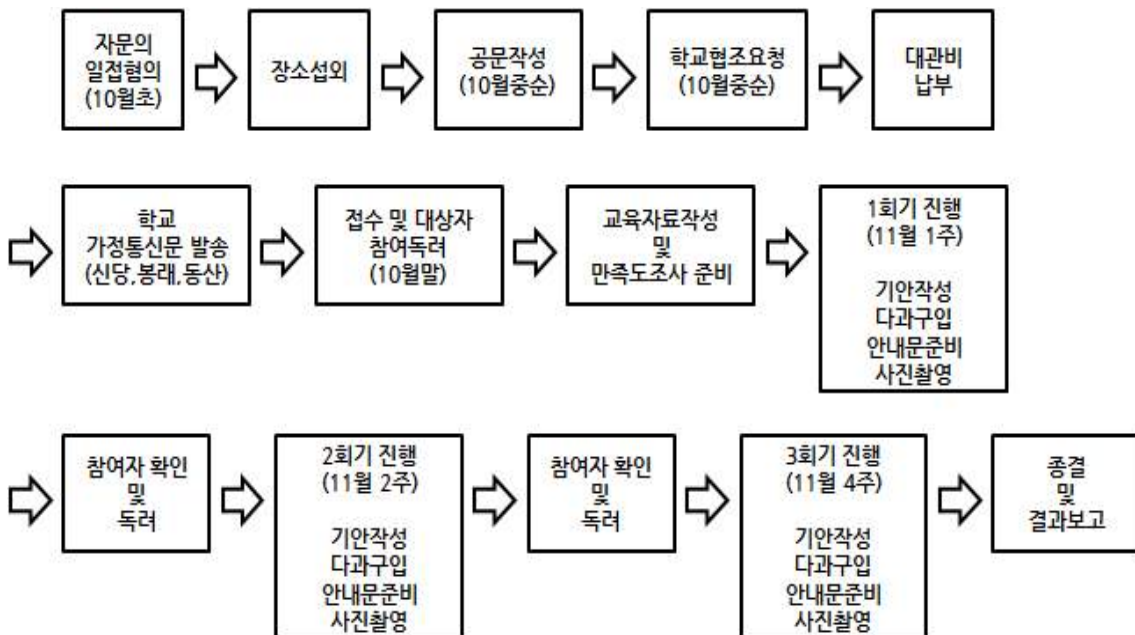 자문의
일접협의
(10월초)
장소섭외
공문작성
(10월중순)
학교협조요청
(10월중순)
대관비
납부
학교
가정통신문 발송
(신당,봉래,동산)
접수 및 대상자
참여독려
(10월말)
교육자료작성
및
만족도조사 준비
1회기 진행
(11월 1주)
기안작성
다과구입
안내문준비
사진촬영
참여자 확인
및
독려
2회기 진행
(11월 2주)
기안작성
다과구입
안내문준비
사진촬영
참여자 확인
및
독려
3회기 진행
(11월 4주)
기안작성
다과구입
안내문준비
사진촬영
종결
및
결과보고